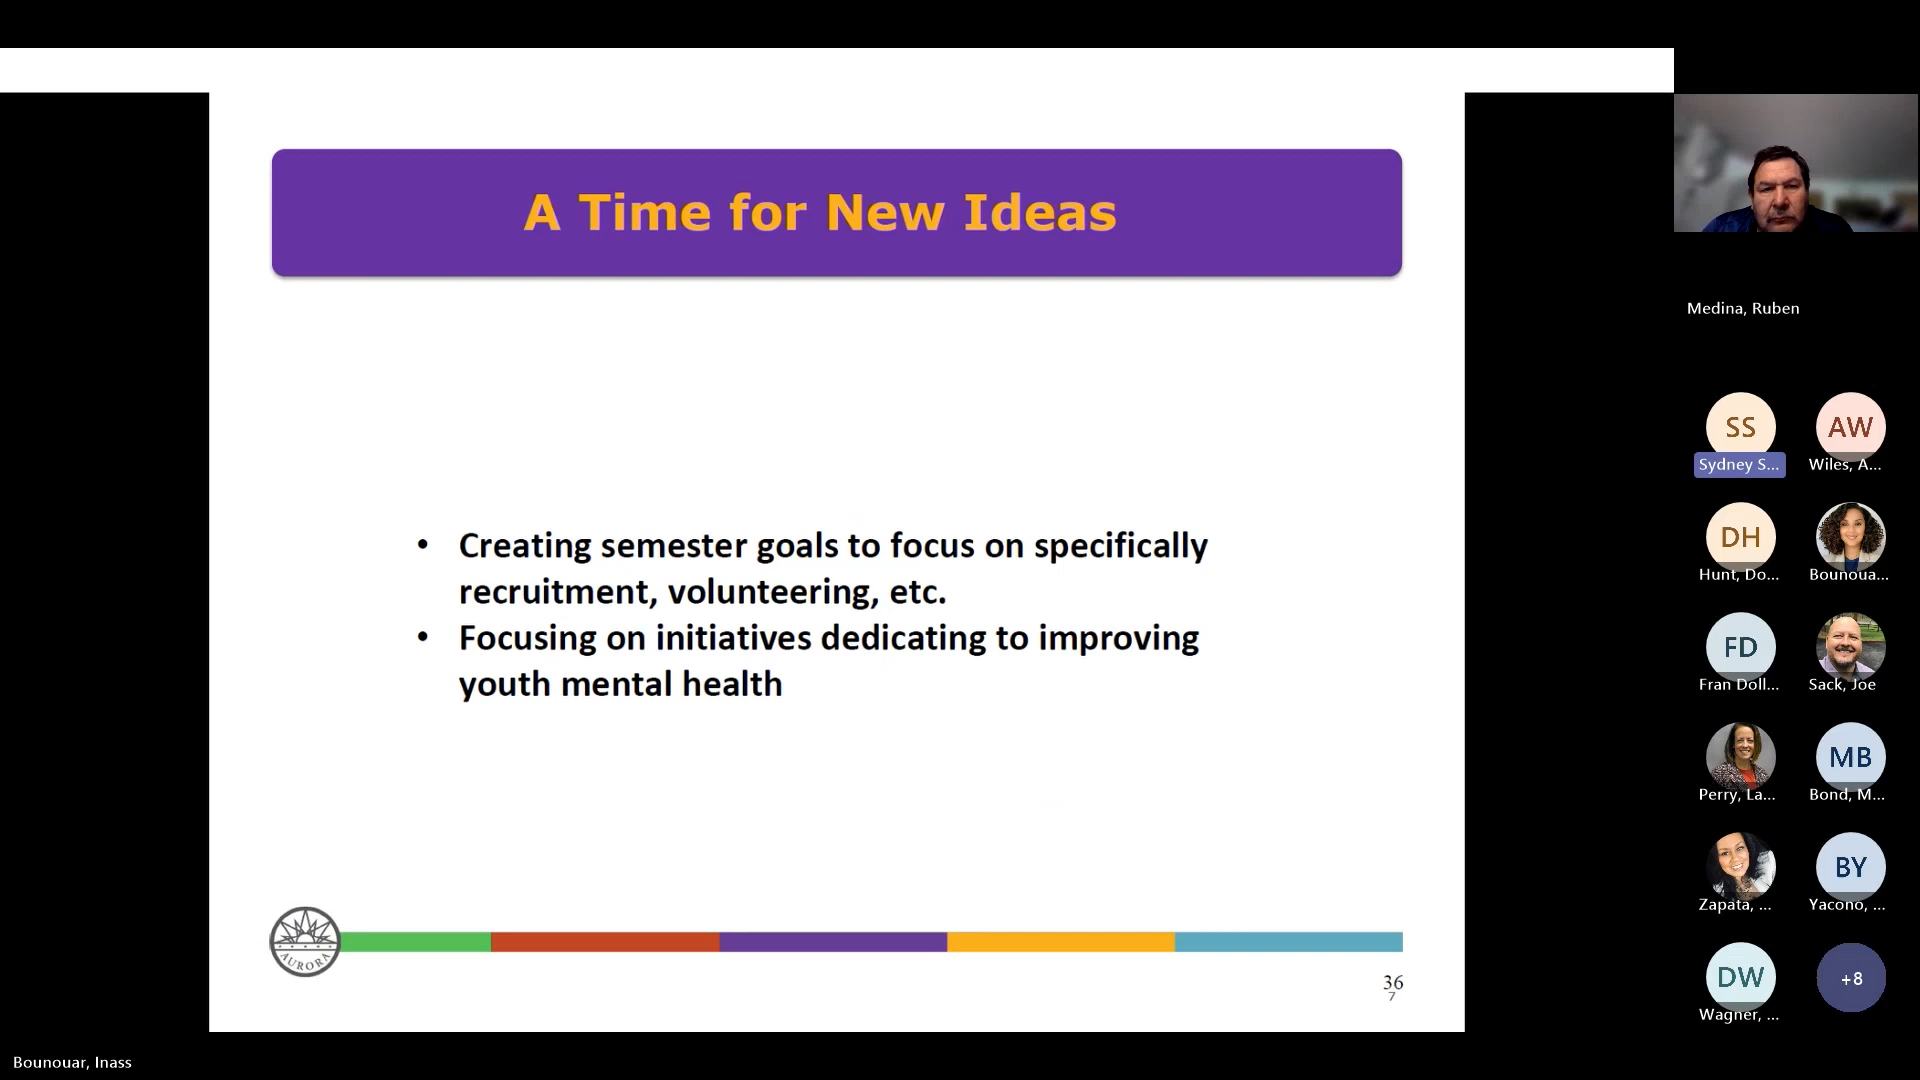 A Time for New Ideas
• Creating semester goals to focus on specifically
recruitment, volunteering, etc.
• Focusing on initiatives dedicating to improving
youth mental health
AURORA
36
7
Medina, Ruben
SS
AW
Sydney S...
Wiles, A...
DH
Hunt, Do...
Bounoua...
FD
Fran Doll...
Sack, Joe
MB
Perry, La...
Bond, M...
BY
Zapata, ...
Yacono, ...
DW
+8
Wagner, ...
Bounouar, Inass